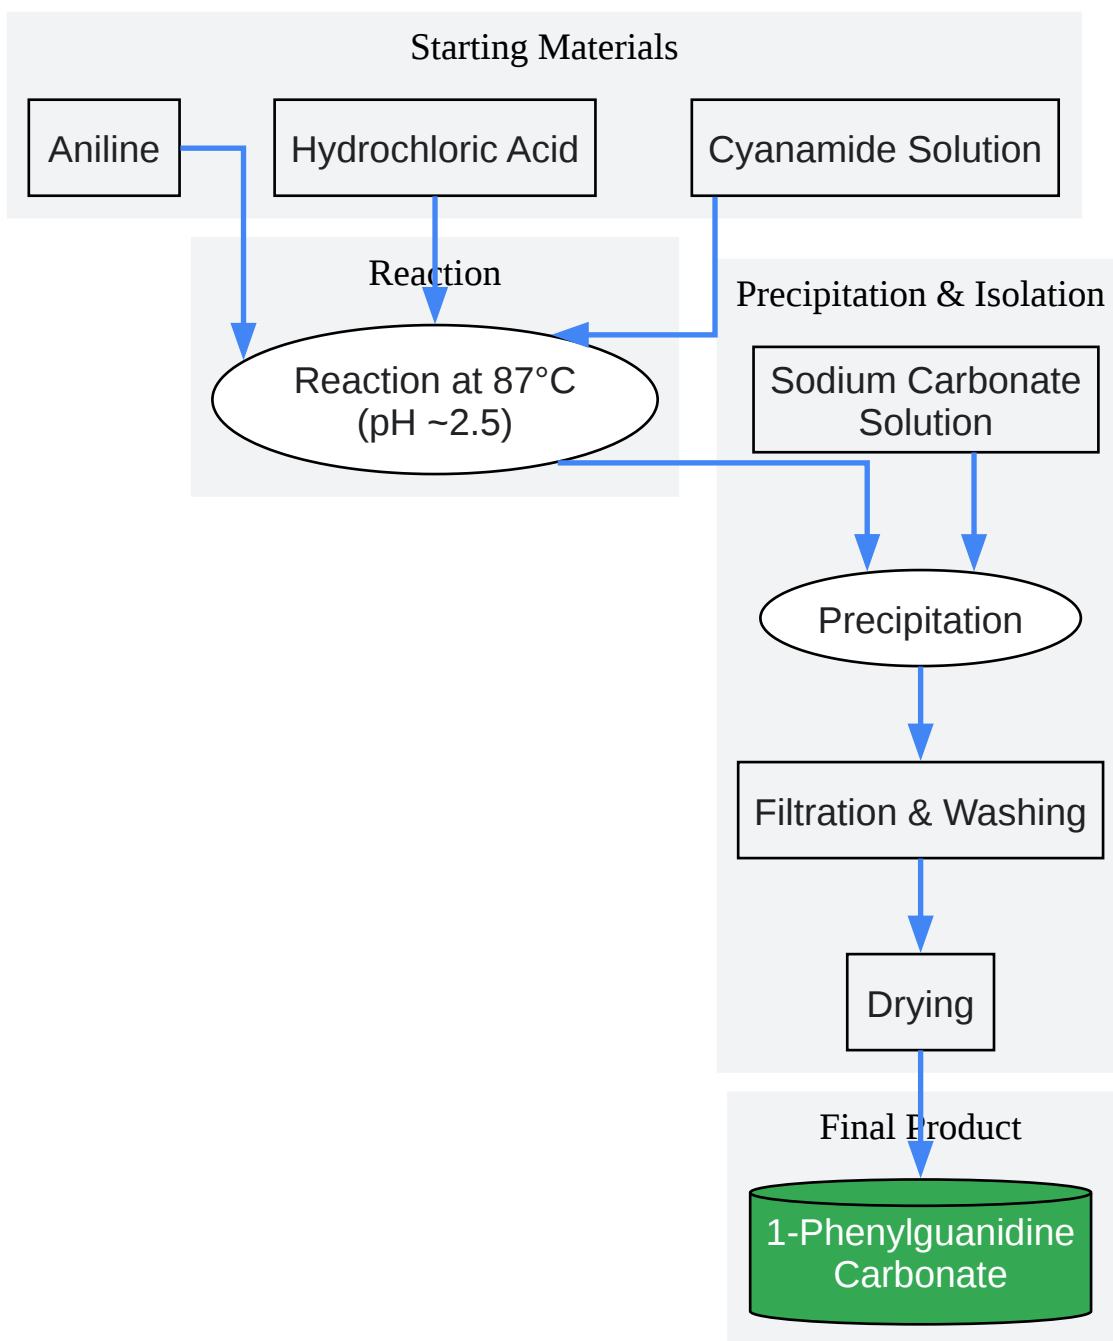 Starting Materials
Aniline
Hydrochloric Acid
Cyanamide Solution
Reaction
Reaction at 87°C
(pH ~2.5)
Precipitation & Isolation
Sodium Carbonate
Solution
Precipitation
Filtration & Washing
Drying
Final Product
1-Phenylguanidine
Carbonate